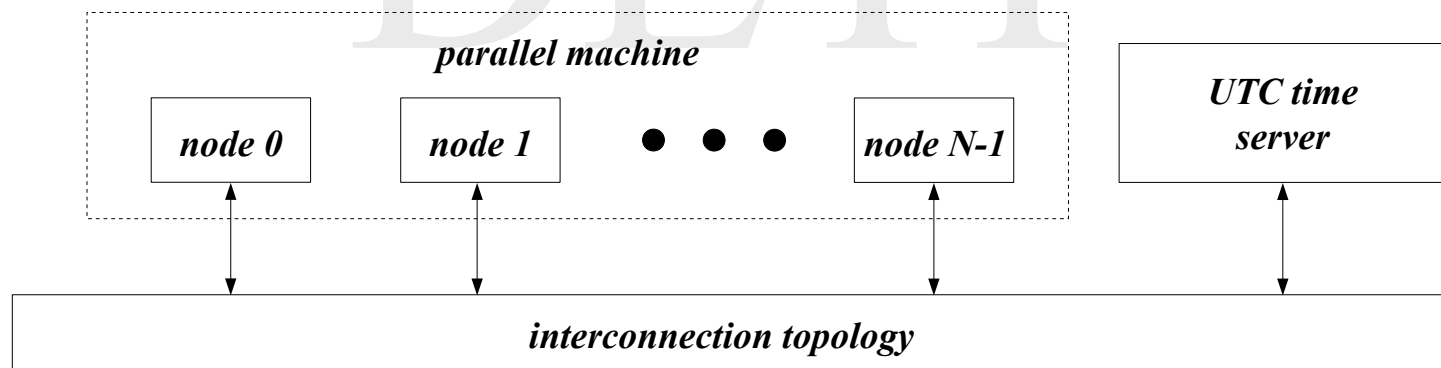 parallel machine
node 0
node 1
node N-1
UTC time
server
interconnection topology